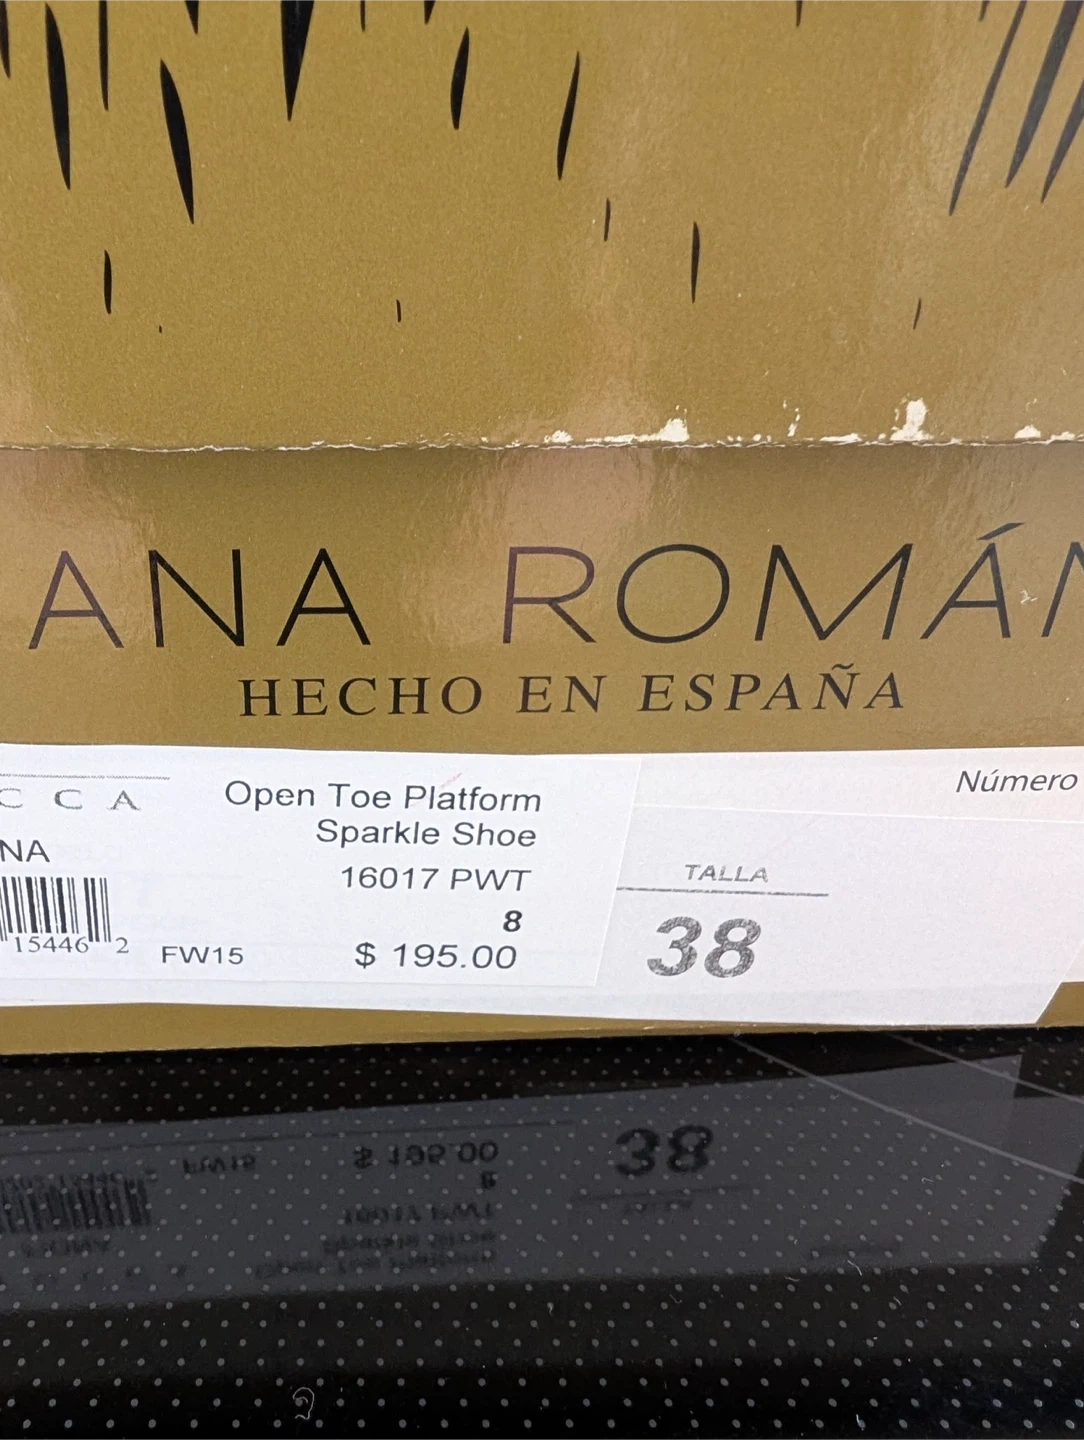 ANA ROMÁN
HECHO EN ESPAÑA
C C A
NA
15446 2
FW15
Open Toe Platform
Sparkle Shoe
16017 PWT
8
$ 195.00
TALLA
38
Número